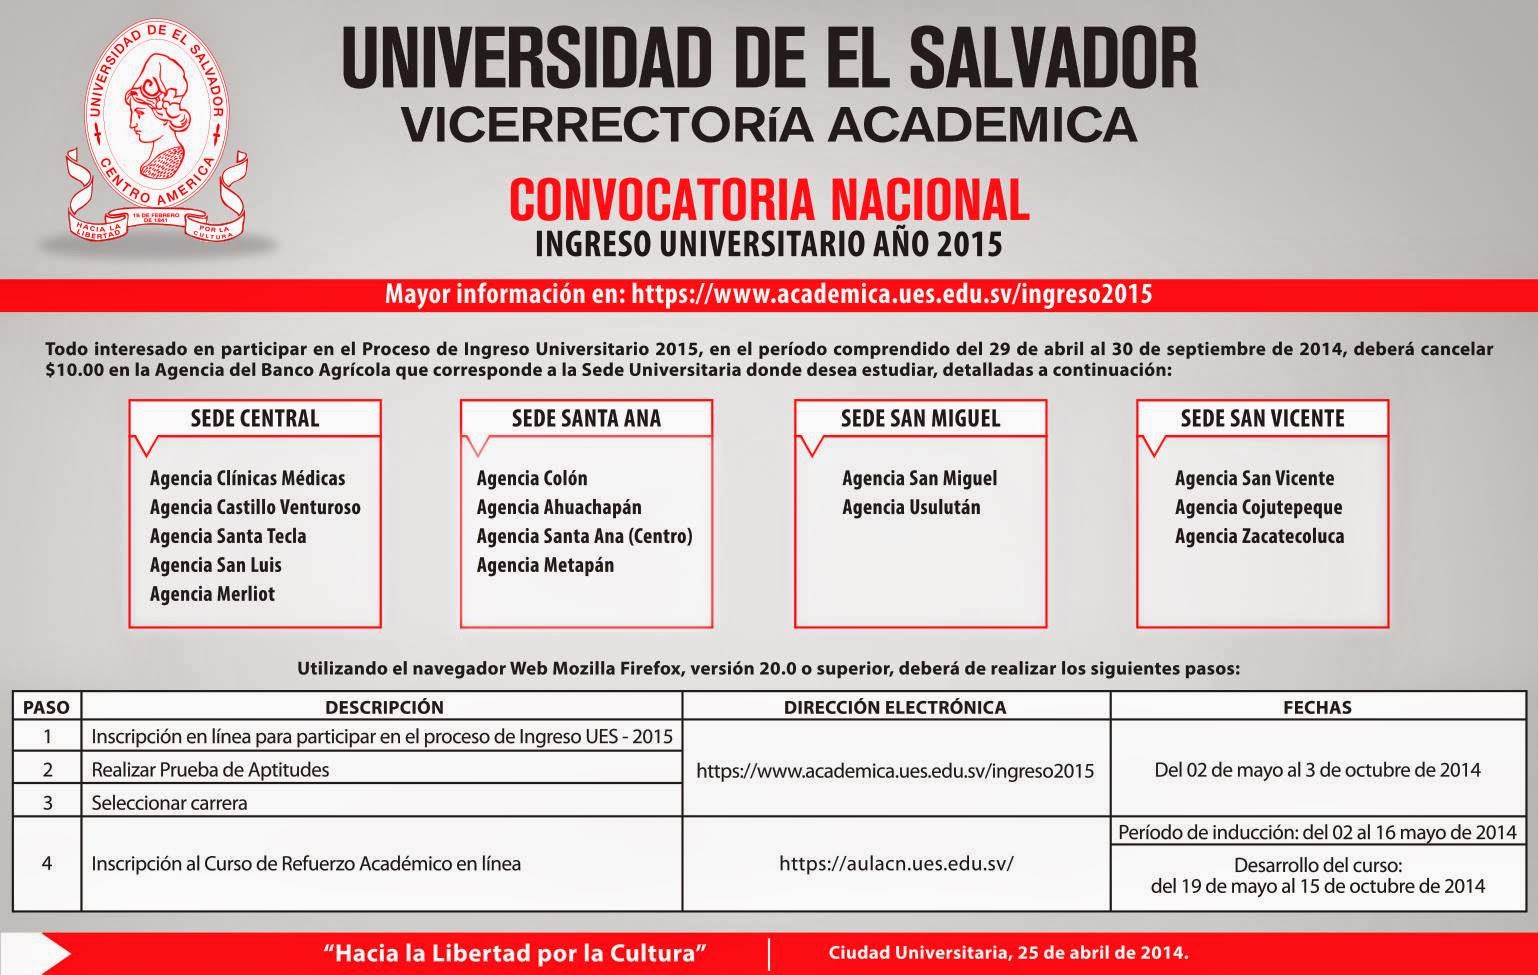 UNIVERSIDAD DE EL SALVADOR
CENTRO AMERICA
15 DE FEBRERO
DE 1841
HACIA LA
LIBERTAD
POR LA
CULTURA
UNIVERSIDAD DE EL SALVADOR
VICERRECTORíA ACADEMICA
CONVOCATORIA NACIONAL
INGRESO UNIVERSITARIO AÑO 2015
Mayor información en: https://www.academica.ues.edu.sv/ingreso2015
Todo interesado en participar en el Proceso de Ingreso Universitario 2015, en el período comprendido del 29 de abril al 30 de septiembre de 2014, deberá cancelar
$10.00 en la Agencia del Banco Agrícola que corresponde a la Sede Universitaria donde desea estudiar, detalladas a continuación:
SEDE CENTRAL
Agencia Clínicas Médicas
Agencia Castillo Venturoso
Agencia Santa Tecla
Agencia San Luis
Agencia Merliot
SEDE SANTA ANA
Agencia Colón
Agencia Ahuachapán
Agencia Santa Ana (Centro)
Agencia Metapán
SEDE SAN MIGUEL
Agencia San Miguel
Agencia Usulután
SEDE SAN VICENTE
Agencia San Vicente
Agencia Cojutepeque
Agencia Zacatecoluca
Utilizando el navegador Web Mozilla Firefox, versión 20.0 o superior, deberá de realizar los siguientes pasos:
PASO DESCRIPCIÓN DIRECCIÓN ELECTRÓNICA FECHAS
1 Inscripción en línea para participar en el proceso de Ingreso UES - 2015
2 Realizar Prueba de Aptitudes https://www.academica.ues.edu.sv/ingreso2015 Del 02 de mayo al 3 de octubre de 2014
3 Seleccionar carrera
Período de inducción: del 02 al 16 mayo de 2014
4 Inscripción al Curso de Refuerzo Académico en línea https://aulacn.ues.edu.sv/ Desarrollo del curso:
del 19 de mayo al 15 de octubre de 2014
“Hacia la Libertad por la Cultura” Ciudad Universitaria, 25 de abril de 2014.